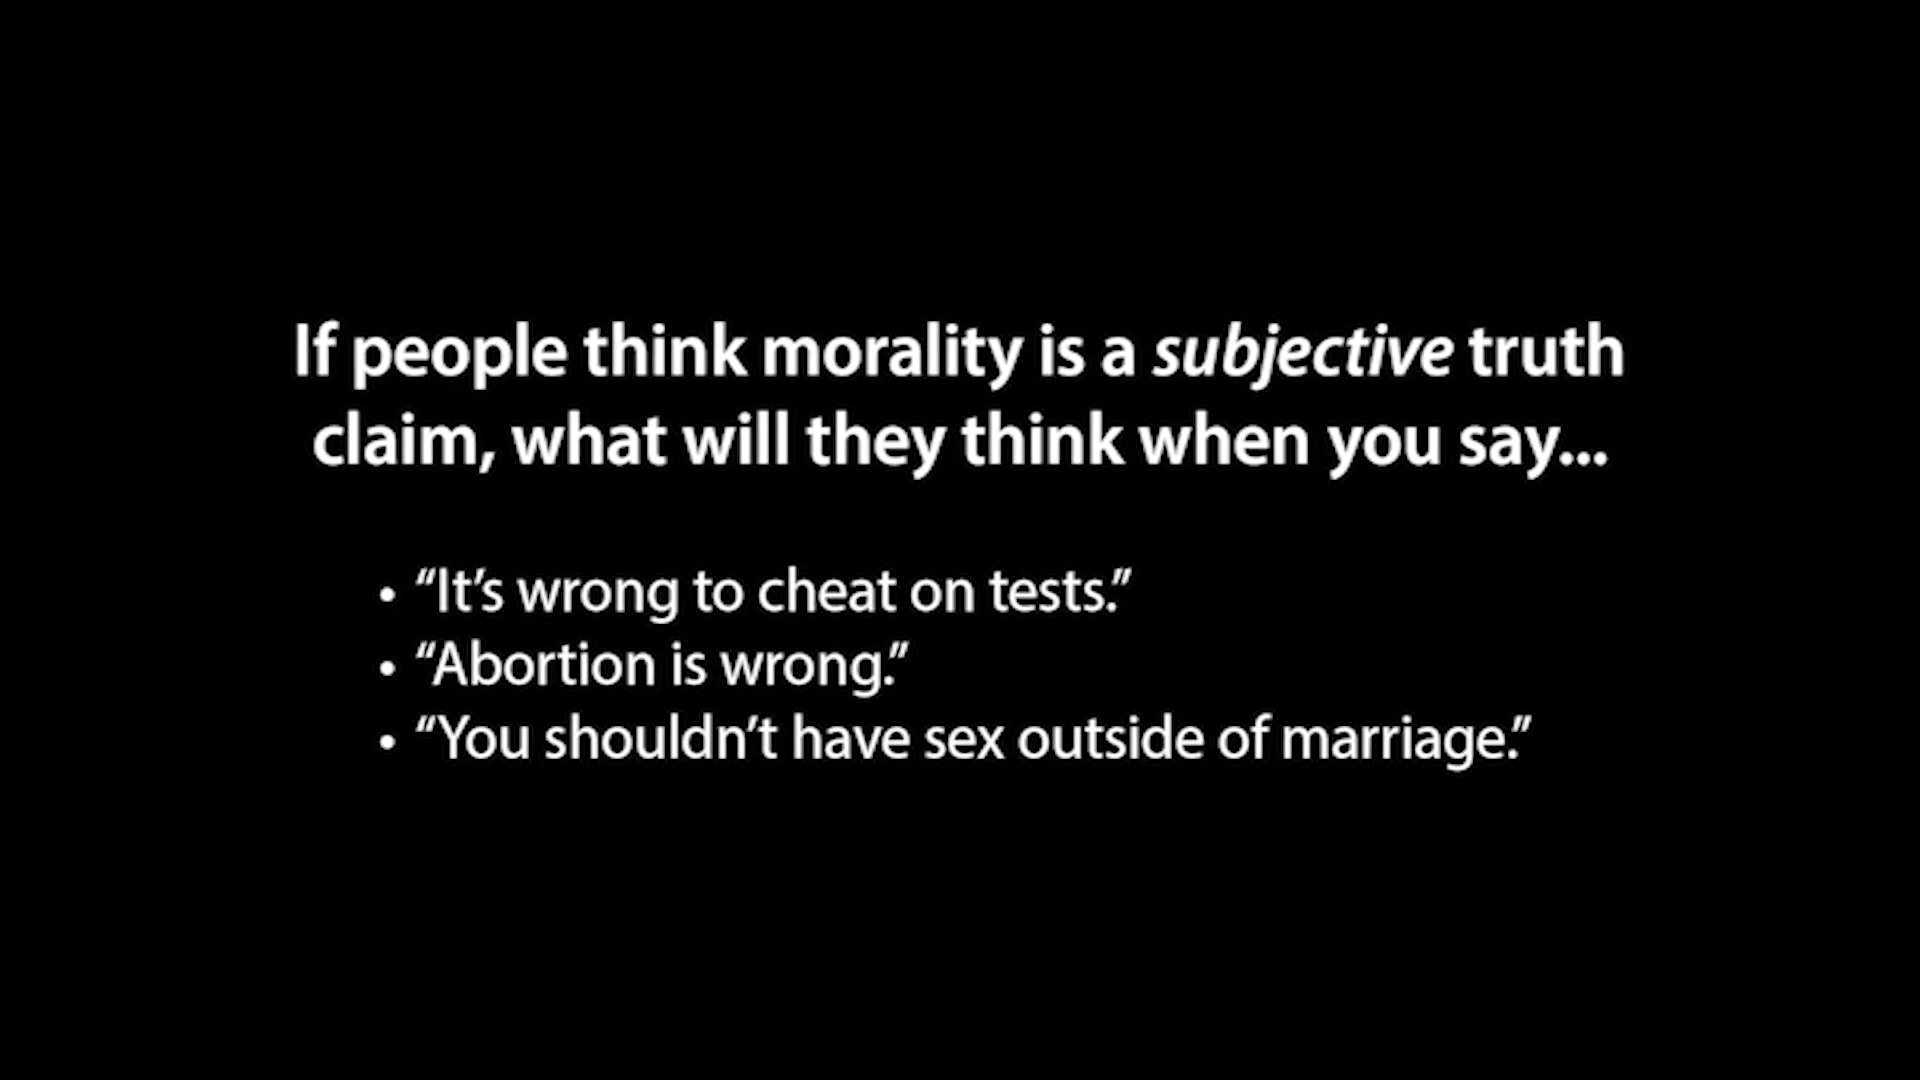 If people think morality is a subjective truth
claim, what will they think when you say...
• “It’s wrong to cheat on tests.”
• “Abortion is wrong.”
• “You shouldn’t have sex outside of marriage.”